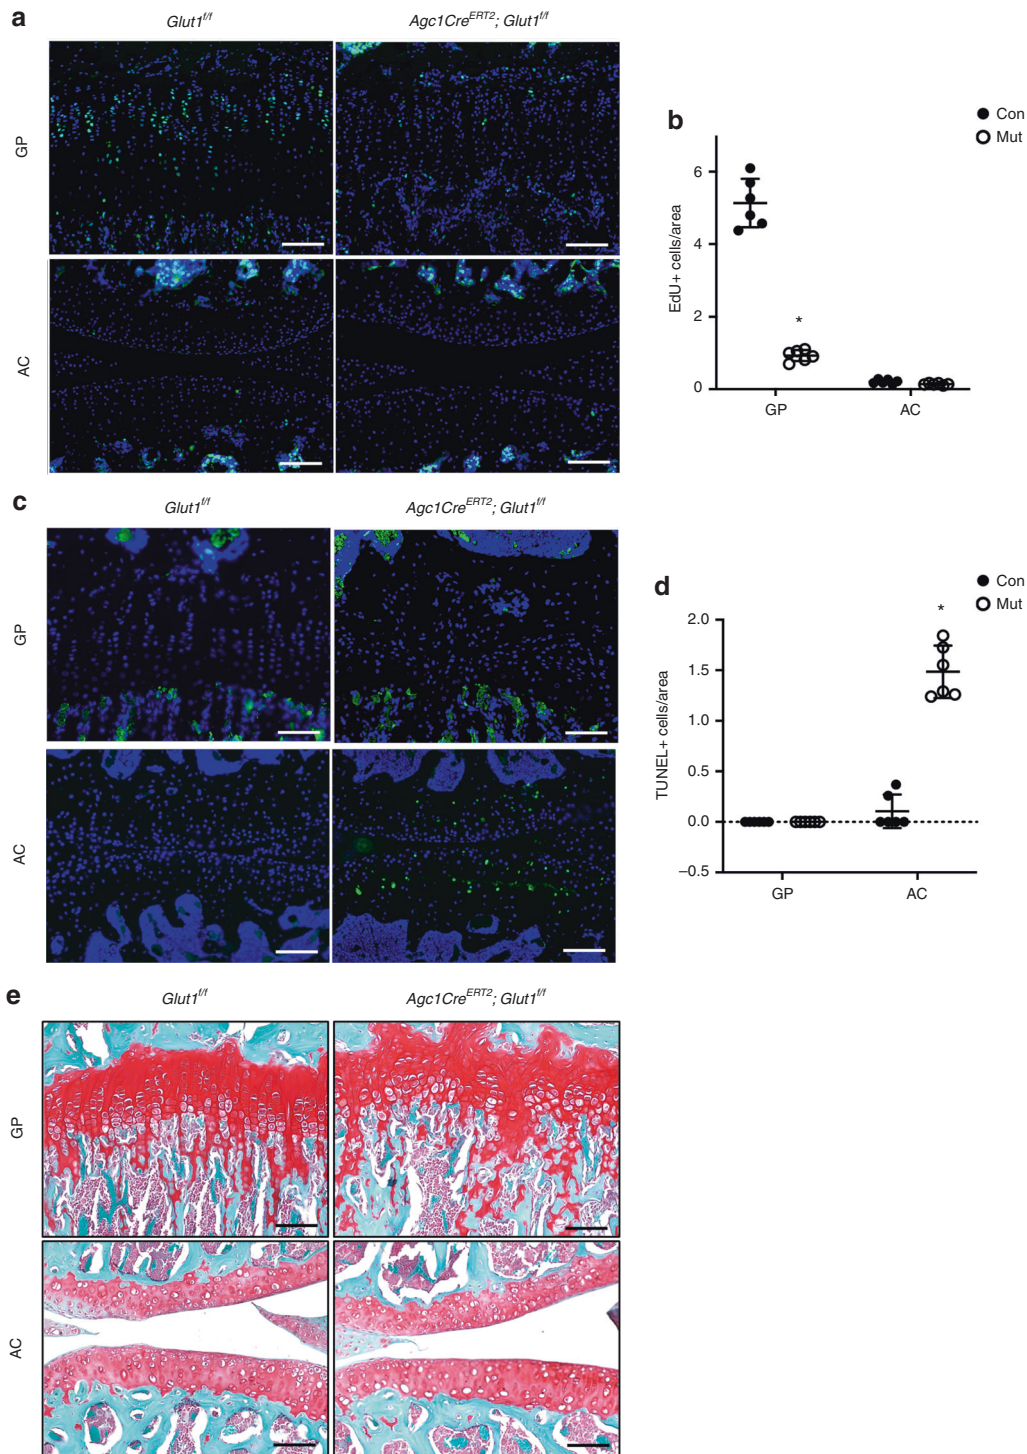 a
Glut1f/f
Agc1CreERT2; Glut1f/f
GP
AC
b
Con
Mut
EdU+ cells/area
6
4
2
0
*
GP
AC
c
Glut1f/f
Agc1CreERT2; Glut1f/f
GP
AC
d
Con
Mut
TUNEL+ cells/area
2.0
1.5
1.0
0.5
0.0
−0.5
*
GP
AC
e
Glut1f/f
Agc1CreERT2; Glut1f/f
GP
AC